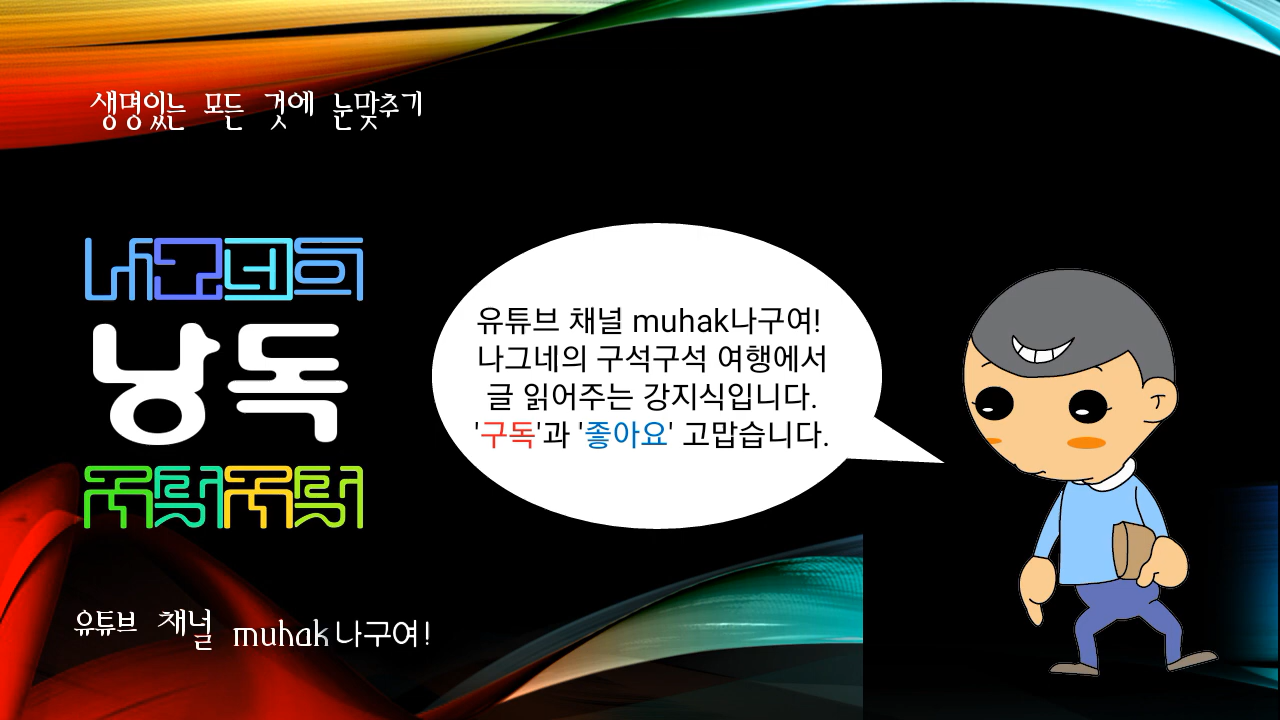 생명있는 모든 것에 눈맞추기
나그네의
낭독
구석구석
유튜브 채널 muhak나구여!
나그네의 구석구석 여행에서
글 읽어주는 강지식입니다.
'구독'과 '좋아요' 고맙습니다.
유튜브 채널 muhak나구여!